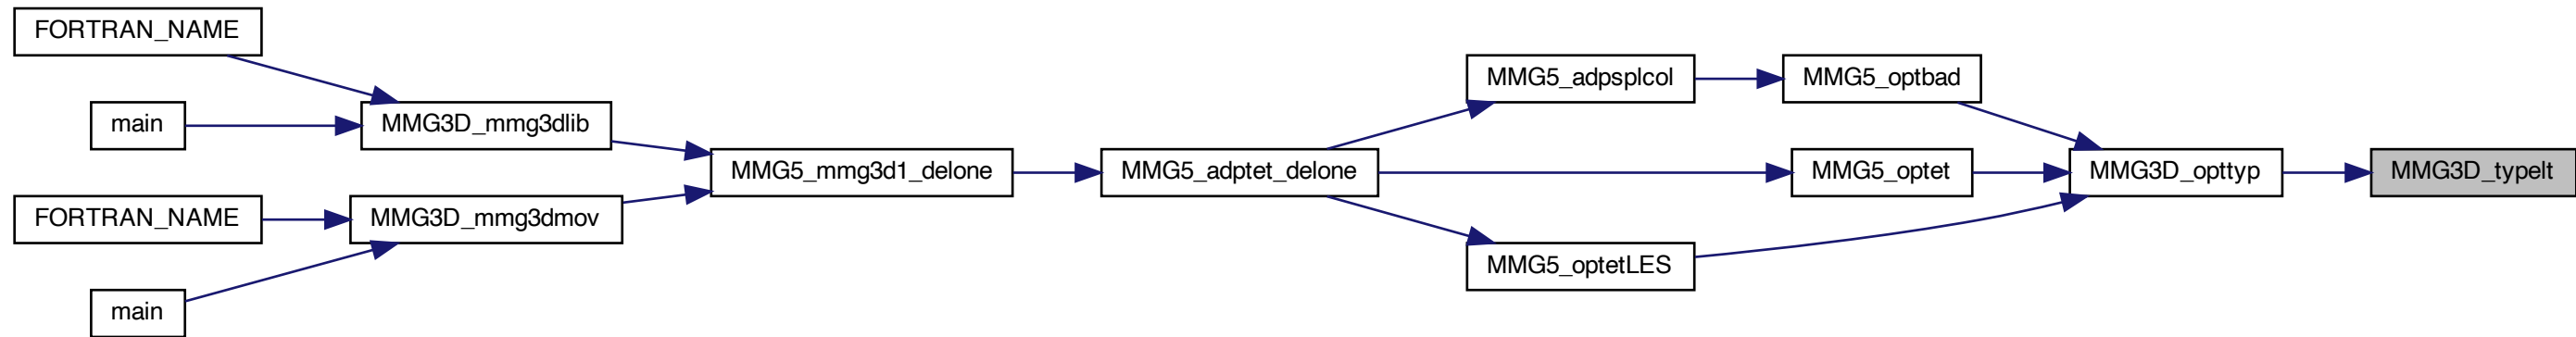 FORTRAN_NAME
main
MMG3D_mmg3dlib
FORTRAN_NAME
MMG3D_mmg3dmov
main
MMG5_mmg3d1_delone
MMG5_adptet_delone
MMG5_adpsplcol
MMG5_optbad
MMG5_optet
MMG5_optetLES
MMG3D_opttyp
MMG3D_typelt